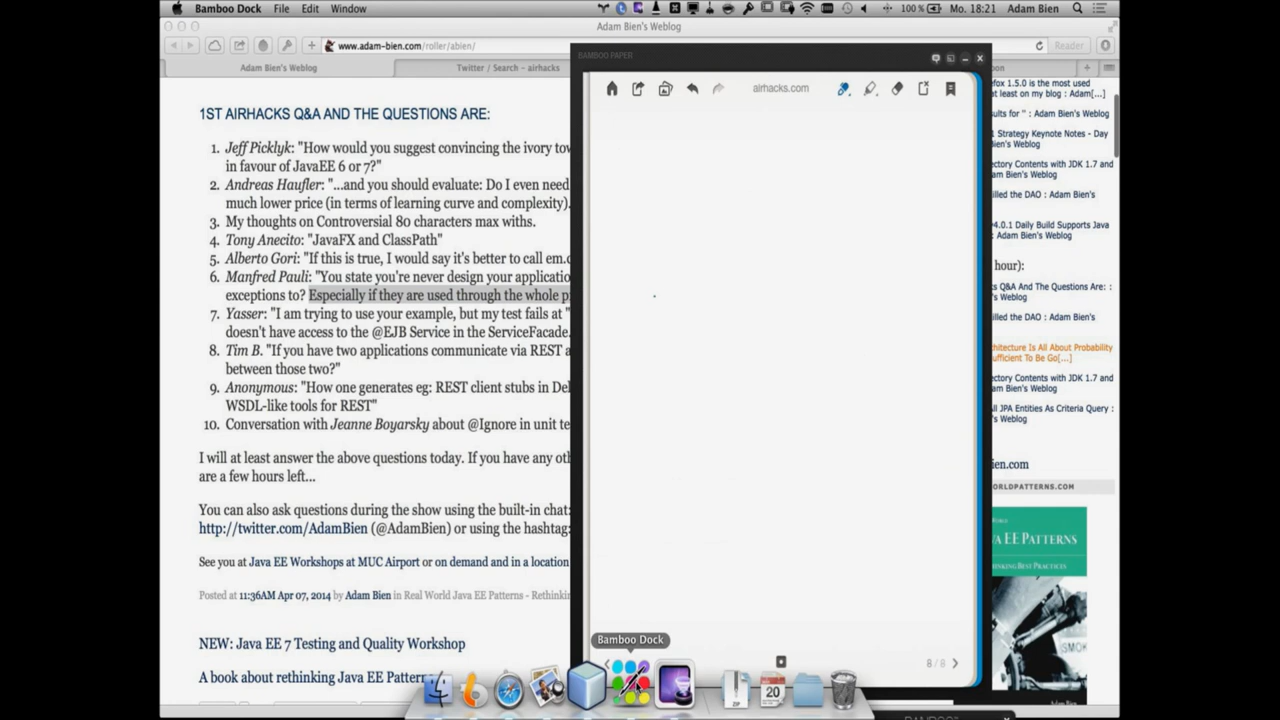 Bamboo Dock File Edit Window 100 % Mo. 18:21 Adam Bien
Adam Bien's Weblog
www.adam-bien.com/roller/abien/
Reader
Adam Bien's Weblog
Twitter / Search - airhacks
BAMBOO PAPER
airhacks.com
1ST AIRHACKS Q&A AND THE QUESTIONS ARE:
1. Jeff Picklyk: "How would you suggest convincing the ivory tow
in favour of JavaEE 6 or 7?"
2. Andreas Haufler: "...and you should evaluate: Do I even need
much lower price (in terms of learning curve and complexity).
3. My thoughts on Controversial 80 characters max withs.
4. Tony Anecito: "JavaFX and ClassPath"
5. Alberto Gori: "If this is true, I would say it's better to call em.c
6. Manfred Pauli: "You state you're never design your applicatio
exceptions to? Especially if they are used through the whole p
7. Yasser: "I am trying to use your example, but my test fails at "
doesn't have access to the @EJB Service in the ServiceFacade.
8. Tim B. "If you have two applications communicate via REST a
between those two?"
9. Anonymous: "How one generates eg: REST client stubs in Del
WSDL-like tools for REST"
10. Conversation with Jeanne Boyarsky about @Ignore in unit te
I will at least answer the above questions today. If you have any oth
are a few hours left...
You can also ask questions during the show using the built-in chat:
http://twitter.com/AdamBien (@AdamBien) or using the hashtag:
See you at Java EE Workshops at MUC Airport or on demand and in a location
Posted at 11:36AM Apr 07, 2014 by Adam Bien in Real World Java EE Patterns - Rethinkin
NEW: Java EE 7 Testing and Quality Workshop
A book about rethinking Java EE Pattern
fox 1.5.0 is the most used
at least on my blog : Adam[...]
sults for '' : Adam Bien's Weblog
1 Strategy Keynote Notes - Day
Bien's Weblog
ectory Contents with JDK 1.7 and
am Bien's Weblog
illed the DAO : Adam Bien's
4.0.1 Daily Build Supports Java
: Adam Bien's Weblog
hour):
s Q&A And The Questions Are: :
n's Weblog
illed the DAO : Adam Bien's
chitecture Is All About Probability
ufficient To Be Go[...]
ectory Contents with JDK 1.7 and
am Bien's Weblog
ll JPA Entities As Criteria Query :
n's Weblog
ien.com
ORLDPATTERNS.COM
VA EE PATTERNS
HINKING BEST PRACTICES
SMOK
8 / 8
Bamboo Dock
ZIP
20